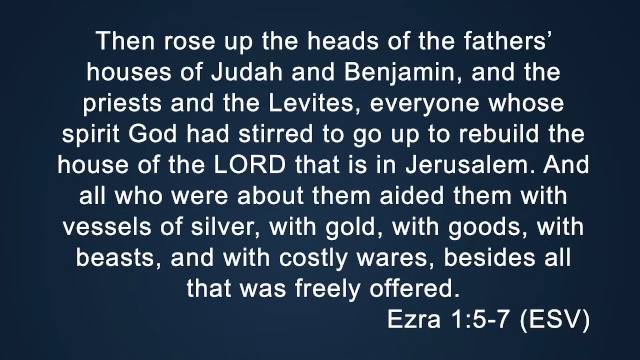 Then rose up the heads of the fathers’
houses of Judah and Benjamin, and the
priests and the Levites, everyone whose
spirit God had stirred to go up to rebuild the
house of the LORD that is in Jerusalem. And
all who were about them aided them with
vessels of silver, with gold, with goods, with
beasts, and with costly wares, besides all
that was freely offered.
Ezra 1:5-7 (ESV)